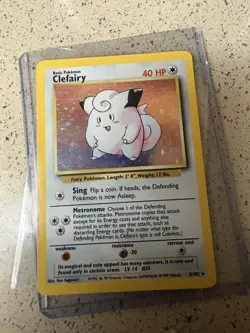 Basic Pokémon
Clefairy
40 HP
Fairy Pokémon. Length: 2' 0", Weight: 17 lbs.
Sing Flip a coin. If heads, the Defending
Pokémon is now Asleep.
Metronome Choose 1 of the Defending
Pokémon's attacks. Metronome copies that attack
except for its Energy costs and anything else
required in order to use that attack, such as
discarding Energy cards. (No matter what type the
Defending Pokémon is, Clefairy's type is still Colorless.)
weakness resistance retreat cost
-30
Its magical and cute appeal has many admirers. It is rare and
found only in certain areas. LV. 14 #35